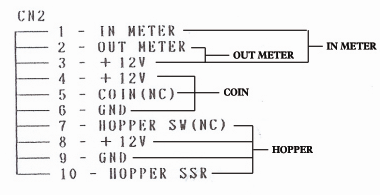 CN2
1 - IN METER
2 - OUT METER
3 - + 12V
4 - + 12V
5 - COIN(NC)
6 - GND
7 - HOPPER SW(NC)
8 - + 12V
9 - GND
10 - HOPPER SSR
IN METER
OUT METER
COIN
HOPPER